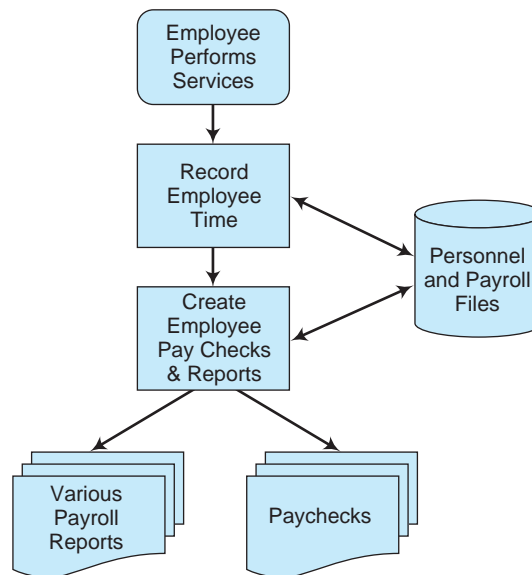 Employee
Performs
Services
Record
Employee
Time
Personnel
and Payroll
Files
Create
Employee
Pay Checks
& Reports
Various
Payroll
Reports
Paychecks